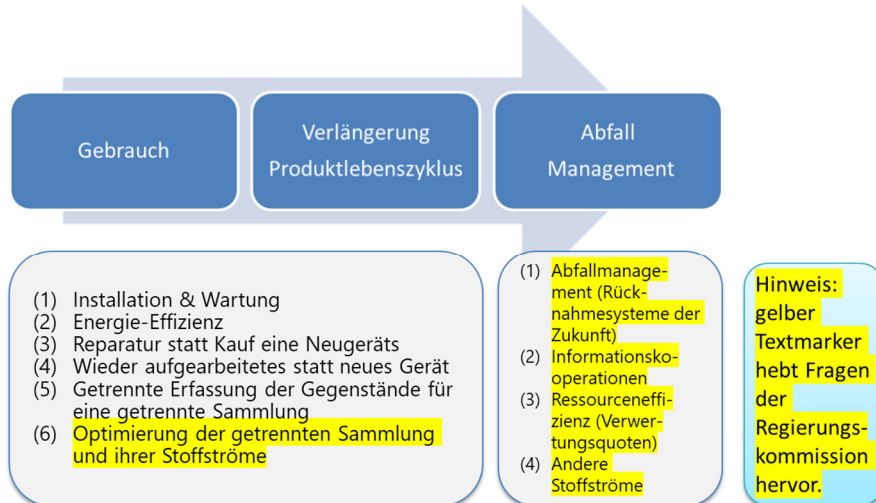 Gebrauch
Verlängerung
Produktlebenszyklus
Abfall
Management
(1) Installation & Wartung
(2) Energie-Effizienz
(3) Reparatur statt Kauf eine Neugeräts
(4) Wieder aufgearbeitetes statt neues Gerät
(5) Getrennte Erfassung der Gegenstände für
eine getrennte Sammlung
(6) Optimierung der getrennten Sammlung
und ihrer Stoffströme
(1) Abfallmanage-
ment (Rück-
nahmesysteme der
Zukunft)
(2) Informationsko-
operationen
(3) Ressourceneffi-
zienz (Verwer-
tungsquoten)
(4) Andere
Stoffströme
Hinweis:
gelber
Textmarker
hebt Fragen
der
Regierungs-
kommission
hervor.